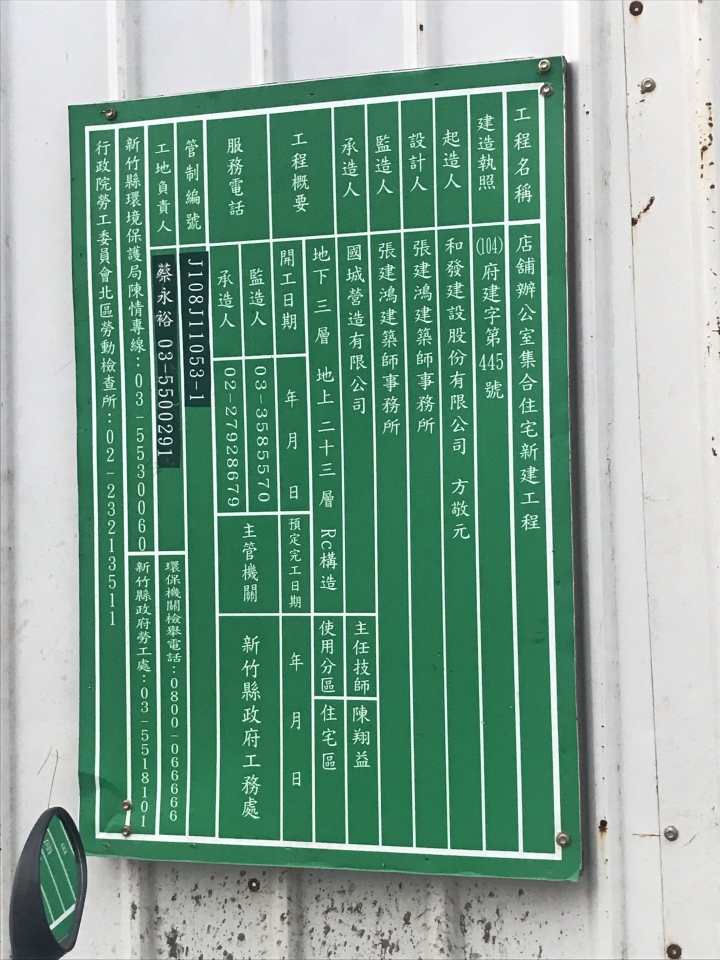 工程名稱 店舖辦公室集合住宅新建工程
建造執照 (104)府建字第445號
起造人 和發建設股份有限公司 方敬元
設計人 張建鴻建築師事務所
監造人 張建鴻建築師事務所
承造人 國城營造有限公司 主任技師 陳翔益
工程概要 地下三層 地上二十三層 Rc構造 使用分區 住宅區
開工日期 年 月 日 預定完工日期 年 月 日
服務電話 監造人 03-3585570 主管機關 新竹縣政府工務處
承造人 02-27928679
管制編號 J108J11053-1
工地負責人 蔡永裕 03-5500291 環保機關檢舉電話:0800-066666
新竹縣環境保護局陳情專線:03-5530060 新竹縣政府勞工處:03-5518101
行政院勞工委員會北區勞動檢查所:02-23213511